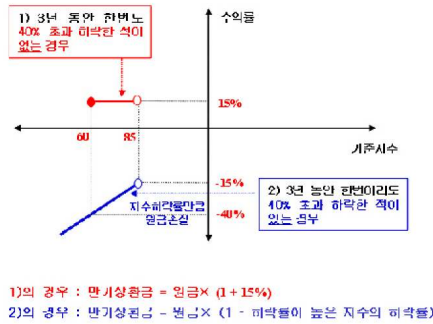 1) 3년 동안 한번도
40% 초과 하락한 적이
없는 경우
수익률
15%
60
85
기준지수
-15%
지수하락률만큼
원금손실
-40%
2) 3년 동안 한번이라도
40% 초과 하락한 적이
있는 경우
1)의 경우 : 만기상환금 = 원금× (1+15%)
2)의 경우 : 만기상환금 = 원금× (1 - 하락률이 높은 지수의 하락률)